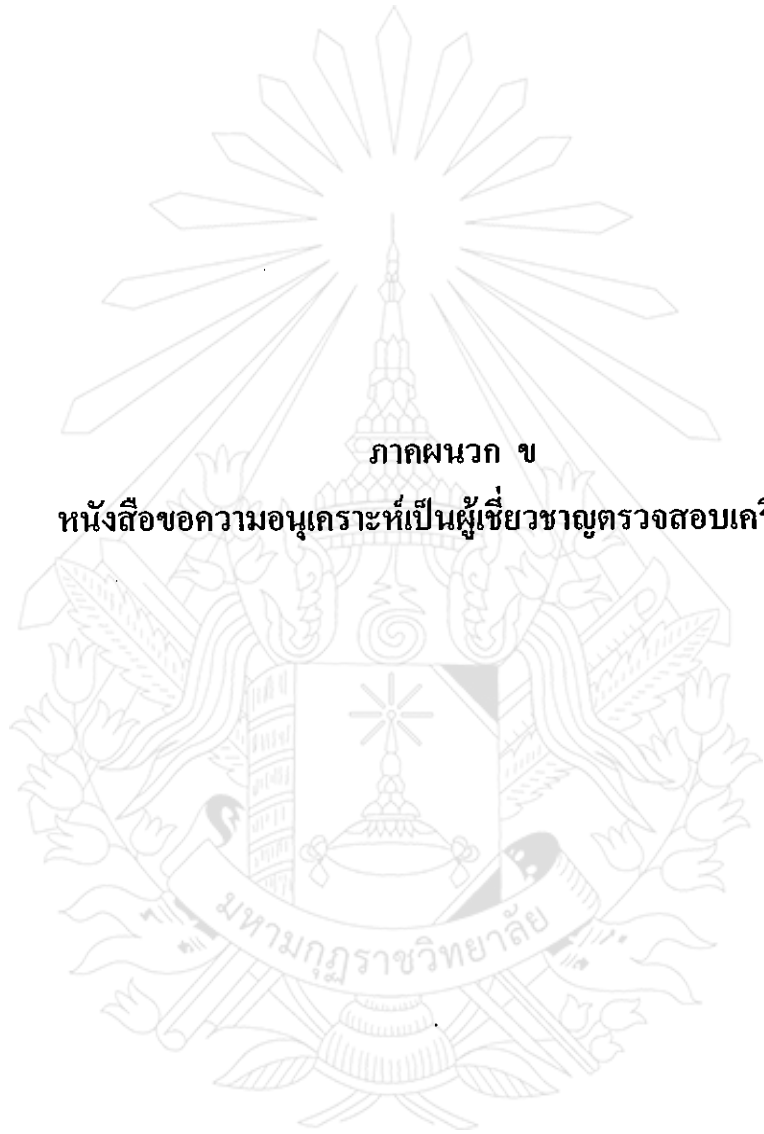 ภาคผนวก ข
หนังสือขอความอนุเคราะห์เป็นผู้เชี่ยวชาญตรวจสอบเครื
มหามกุฏราชวิทยาลัย